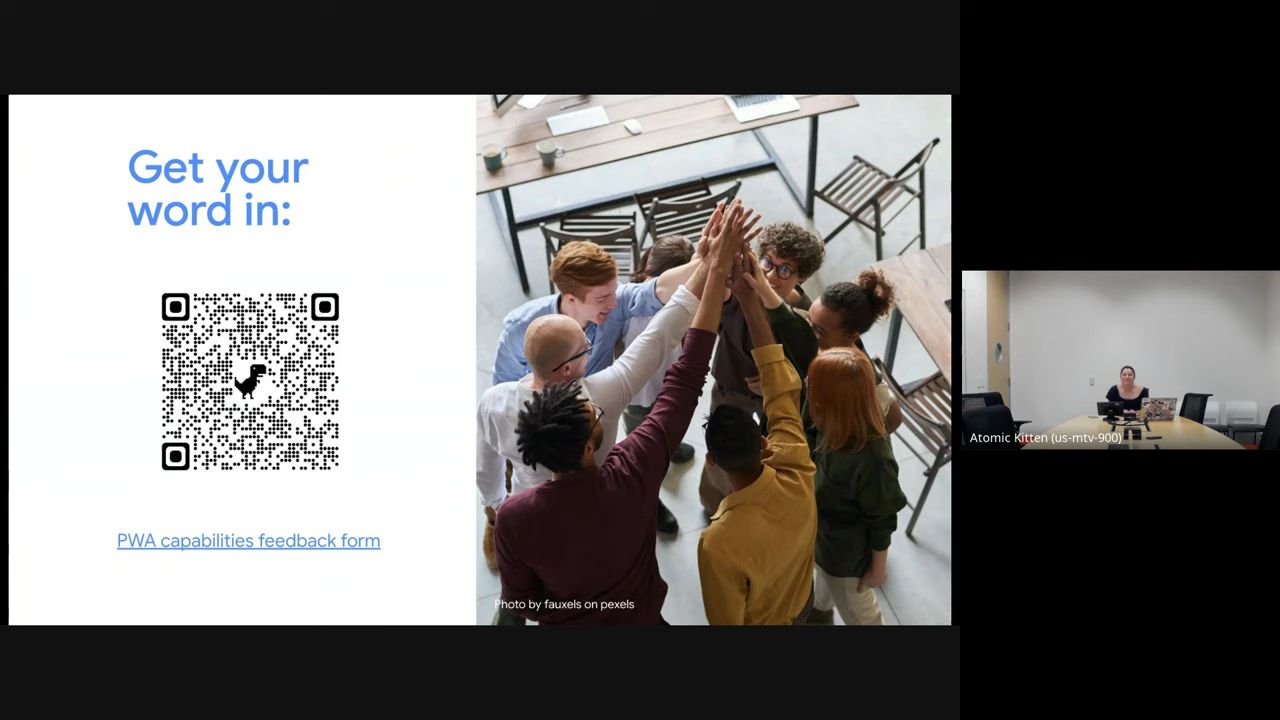 Get your
word in:
PWA capabilities feedback form
Photo by fauxels on pexels
Atomic Kitten (us-mtv-900)